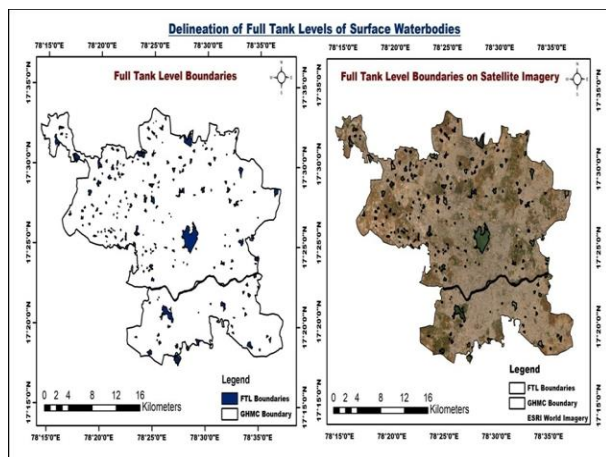 Delineation of Full Tank Levels of Surface Waterbodies
78°15'0"E 78°20'0"E 78°25'0"E 78°30'0"E 78°35'0"E
Full Tank Level Boundaries
17°35'0"N
17°30'0"N
17°25'0"N
17°20'0"N
17°15'0"N
Legend
FTL Boundaries
GHMC Boundary
0 2 4 8 12 16
Kilometers
78°15'0"E 78°20'0"E 78°25'0"E 78°30'0"E 78°35'0"E
78°15'0"E 78°20'0"E 78°25'0"E 78°30'0"E 78°35'0"E
Full Tank Level Boundaries on Satellite Imagery
17°35'0"N
17°30'0"N
17°25'0"N
17°20'0"N
17°15'0"N
Legend
FTL Boundaries
GHMC Boundary
ESRI World Imagery
0 2 4 8 12 16
Kilometers
78°15'0"E 78°20'0"E 78°25'0"E 78°30'0"E 78°35'0"E